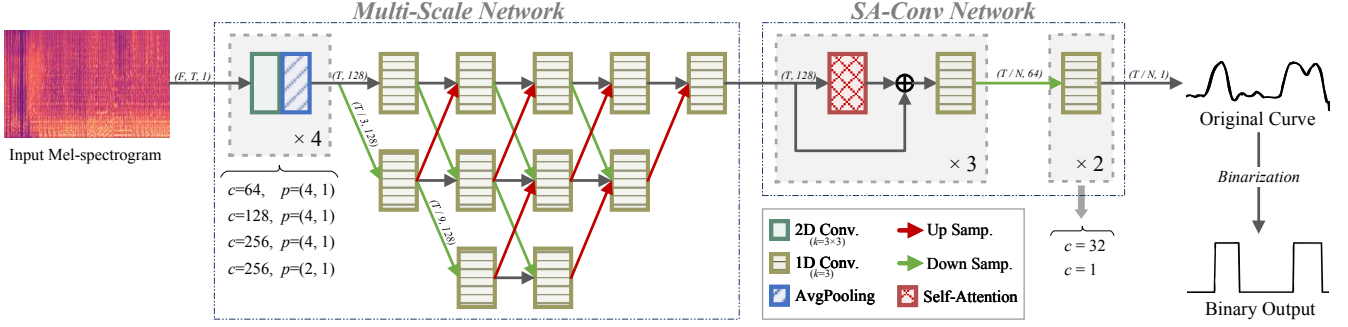 Multi-Scale Network
SA-Conv Network
(F, T, 1)
(T, 128)
(T / 3, 128)
(T / 9, 128)
× 4
Input Mel-spectrogram
c=64, p=(4, 1)
c=128, p=(4, 1)
c=256, p=(4, 1)
c=256, p=(2, 1)
(T, 128)
× 3
(T / N, 64)
× 2
(T / N, 1)
c = 32
c = 1
2D Conv.
(k=3×3)
1D Conv.
(k=3)
AvgPooling
Up Samp.
Down Samp.
Self-Attention
Original Curve
Binarization
Binary Output